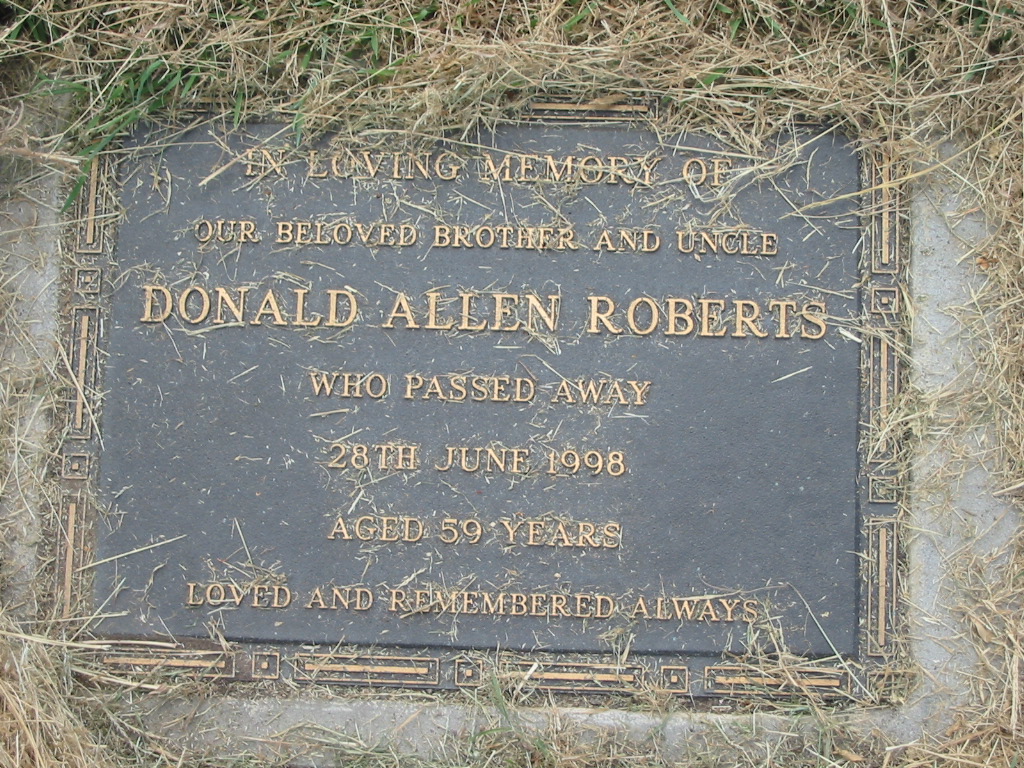 IN LOVING MEMORY OF
OUR BELOVED BROTHER AND UNCLE
DONALD ALLEN ROBERTS
WHO PASSED AWAY
28TH JUNE 1998
AGED 59 YEARS
LOVED AND REMEMBERED ALWAYS